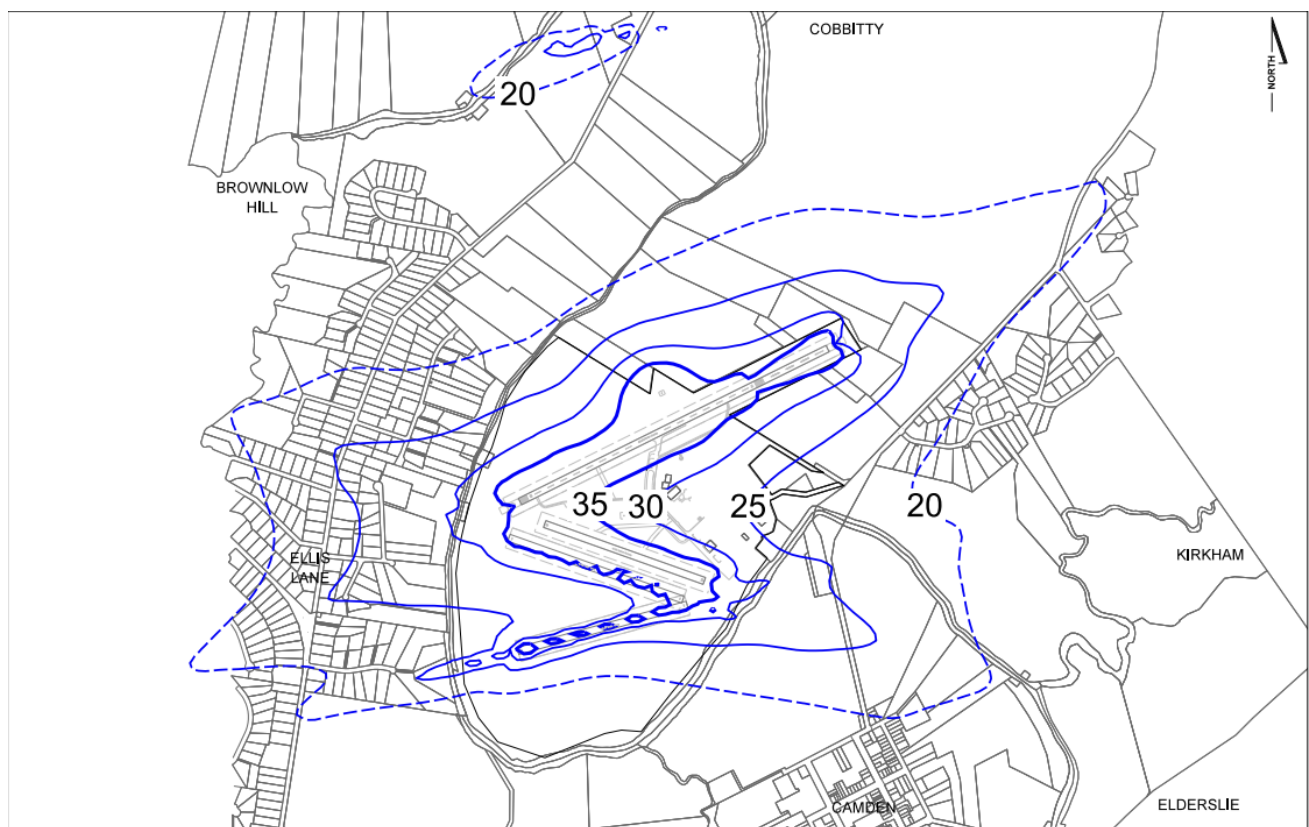 COBBITTY
NORTH
20
BROWNLOW
HILL
35
30
25
20
ELLIS
LANE
KIRKHAM
CAMDEN
ELDERSLIE